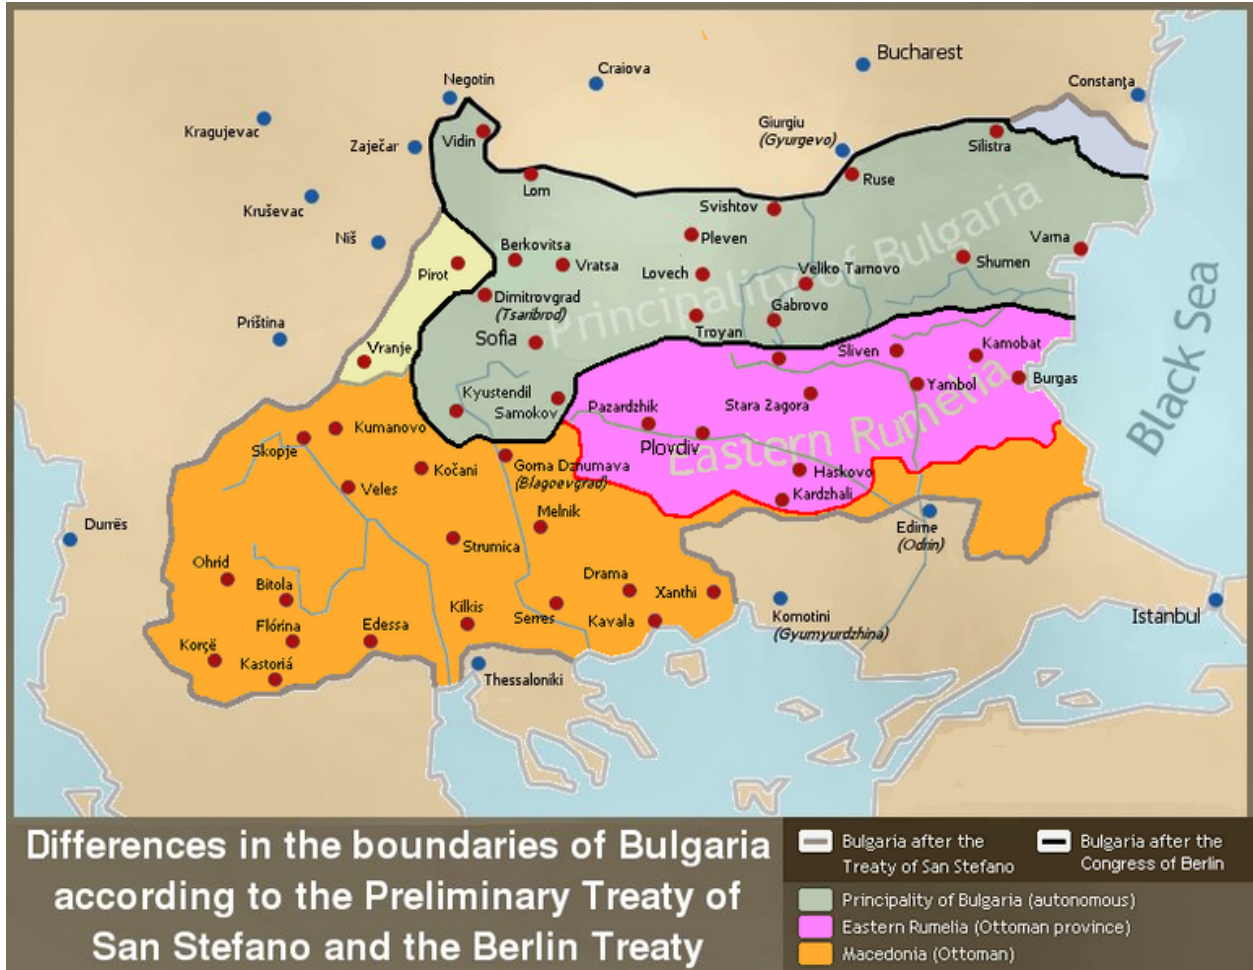 Bucharest
Craiova
Negotin
Constanţa
Kragujevac
Giurgiu
(Gyurgevo)
Zaječar
Vidin
Silistra
Lom
Ruse
Kruševac
Svishtov
Niš
Pleven
Varna
Berkovitsa
Pirot
Vratsa
Lovech
Veliko Tarnovo
Shumen
Principality of Bulgaria
Dimitrovgrad
(Tsaribrod)
Gabrovo
Priština
Sofia
Troyan
Vranje
Sliven
Karnobat
Black Sea
Kyustendil
Samokov
Yambol
Burgas
Pazardzhik
Stara Zagora
Kumanovo
Skopje
Plovdiv
Eastern Rumelia
Kočani
Gorna Dzhumava
(Blagoevgrad)
Haskovo
Veles
Kardzhali
Melnik
Durrës
Edirne
(Odrin)
Strumica
Ohrid
Bitola
Drama
Xanthi
Kilkis
Serres
Kavala
Komotini
(Gyumyurdzhina)
Istanbul
Flórina
Edessa
Korçë
Kastoriá
Thessaloniki
Differences in the boundaries of Bulgaria
according to the Preliminary Treaty of
San Stefano and the Berlin Treaty
Bulgaria after the
Treaty of San Stefano
Bulgaria after the
Congress of Berlin
Principality of Bulgaria (autonomous)
Eastern Rumelia (Ottoman province)
Macedonia (Ottoman)